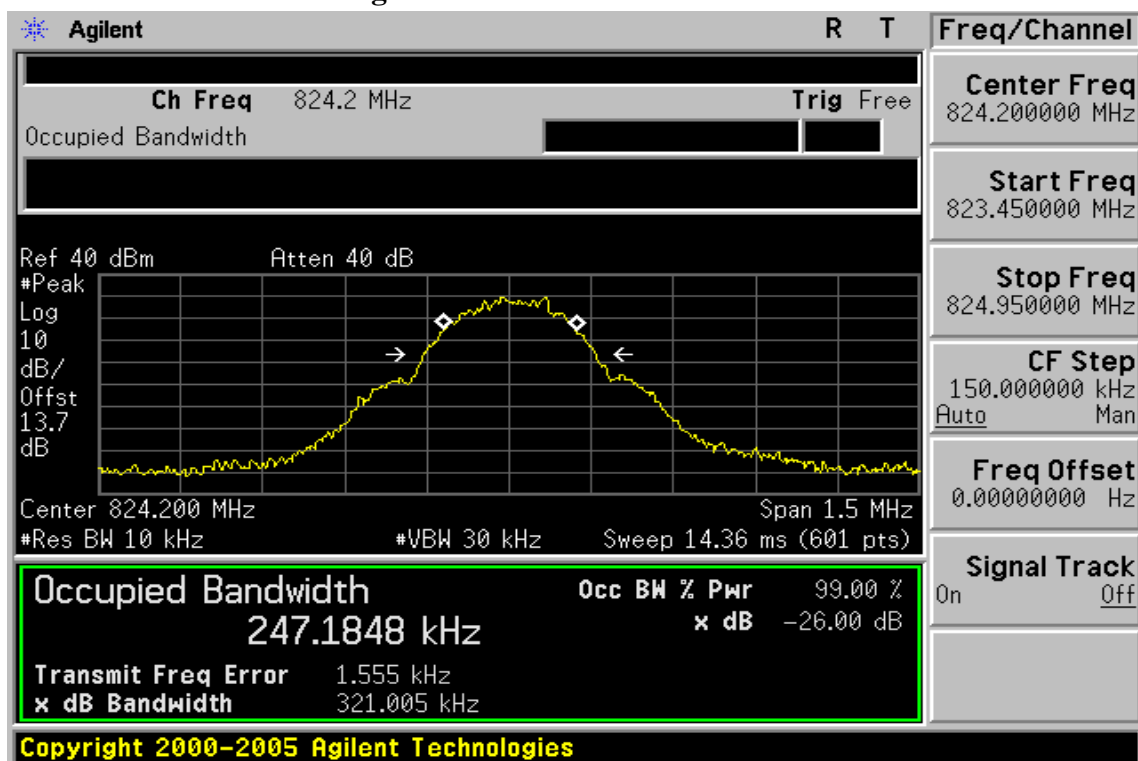 Agilent R T
Ch Freq 824.2 MHz Trig Free
Occupied Bandwidth
Ref 40 dBm Atten 40 dB
#Peak
Log
10
dB/
Offst
13.7
dB
Center 824.200 MHz Span 1.5 MHz
#Res BW 10 kHz #VBW 30 kHz Sweep 14.36 ms (601 pts)
Occupied Bandwidth
247.1848 kHz
Occ BW % Pwr 99.00 %
x dB -26.00 dB
Transmit Freq Error 1.555 kHz
x dB Bandwidth 321.005 kHz
Copyright 2000-2005 Agilent Technologies
Freq/Channel
Center Freq
824.200000 MHz
Start Freq
823.450000 MHz
Stop Freq
824.950000 MHz
CF Step
150.000000 kHz
Auto Man
Freq Offset
0.00000000 Hz
Signal Track
On Off